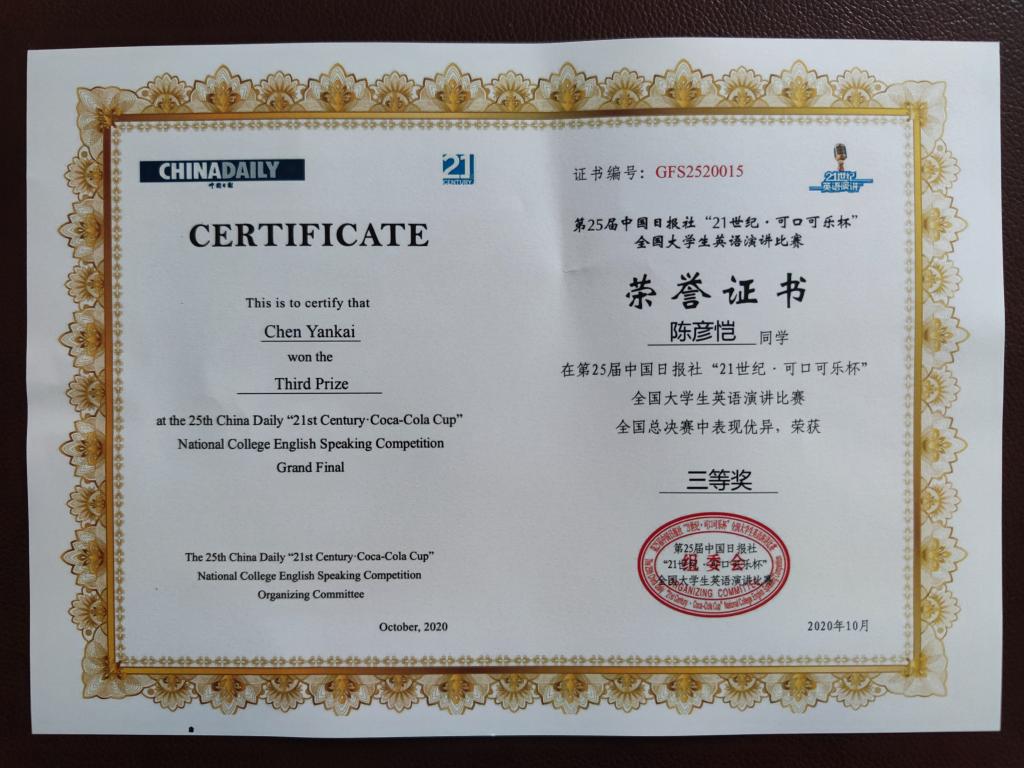 CHINADAILY
中国日报
21
CENTURY
CERTIFICATE
This is to certify that
Chen Yankai
won the
Third Prize
at the 25th China Daily “21st Century·Coca-Cola Cup”
National College English Speaking Competition
Grand Final
The 25th China Daily “21st Century·Coca-Cola Cup”
National College English Speaking Competition
Organizing Committee
October, 2020
证书编号：GFS2520015
21世纪
英语演讲
第25届中国日报社“21世纪·可口可乐杯”
全国大学生英语演讲比赛
荣誉证书
陈彦恺 同学
在第25届中国日报社“21世纪·可口可乐杯”
全国大学生英语演讲比赛
全国总决赛中表现优异，荣获
三等奖
第25届中国日报社
“21世纪·可口可乐杯”
全国大学生英语演讲比赛
组委会
ORGANIZING COMMITTEE
2020年10月